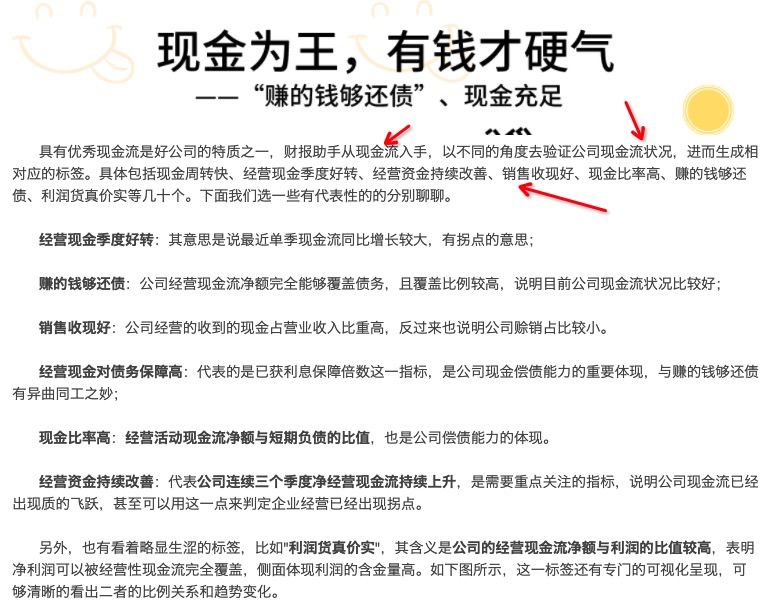 现金为王，有钱才硬气
——“赚的钱够还债”、现金充足
具有优秀现金流是好公司的特质之一，财报助手从现金流入手，以不同的角度去验证公司现金流状况，进而生成相
对应的标签。具体包括现金周转快、经营现金季度好转、经营资金持续改善、销售收现好、现金比率高、赚的钱够还
债、利润货真价实等几十个。下面我们选一些有代表性的的分别聊聊。
经营现金季度好转：其意思是说最近单季现金流同比增长较大，有拐点的意思；
赚的钱够还债：公司经营现金流净额完全能够覆盖债务，且覆盖比例较高，说明目前公司现金流状况比较好；
销售收现好：公司经营的收到的现金占营业收入比重高，反过来也说明公司赊销占比较小。
经营现金对债务保障高：代表的是已获利息保障倍数这一指标，是公司现金偿债能力的重要体现，与赚的钱够还债
有异曲同工之妙；
现金比率高：经营活动现金流净额与短期负债的比值，也是公司偿债能力的体现。
经营资金持续改善：代表公司连续三个季度净经营现金流持续上升，是需要重点关注的指标，说明公司现金流已经
出现质的飞跃，甚至可以用这一点来判定企业经营已经出现拐点。
另外，也有看着略显生涩的标签，比如"利润货真价实"，其含义是公司的经营现金流净额与利润的比值较高，表明
净利润可以被经营性现金流完全覆盖，侧面体现利润的含金量高。如下图所示，这一标签还有专门的可视化呈现，可
够清晰的看出二者的比例关系和趋势变化。